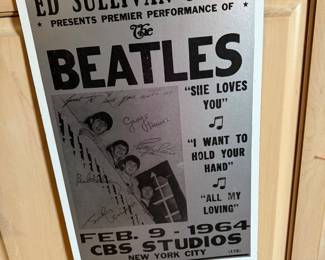 ED SULLIVAN
PRESENTS PREMIER PERFORMANCE OF
The
BEATLES
"SHE LOVES
YOU"
"I WANT TO
HOLD YOUR
HAND"
"ALL MY
LOVING"
FEB. 9 - 1964
CBS STUDIOS
NEW YORK CITY